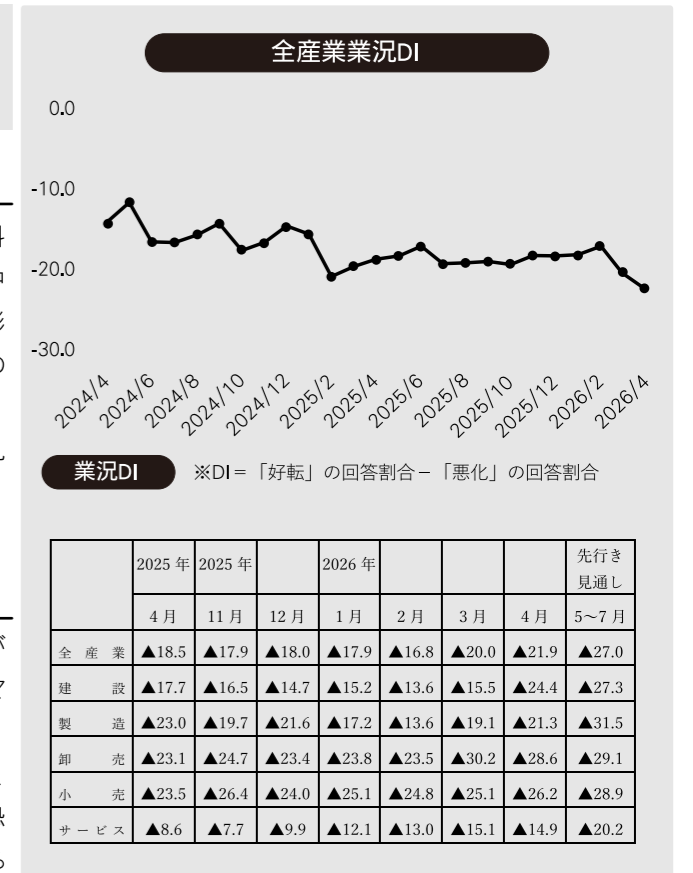 全産業業況DI
0.0
-10.0
-20.0
-30.0
2024/4 2024/6 2024/8 2024/10 2024/12 2025/2 2025/4 2025/6 2025/8 2025/10 2025/12 2026/2 2026/4
業況DI ※DI=「好転」の回答割合-「悪化」の回答割合
2025年 2025年 2026年 先行き見通し
4月 11月 12月 1月 2月 3月 4月 5~7月
全産業 ▲18.5 ▲17.9 ▲18.0 ▲17.9 ▲16.8 ▲20.0 ▲21.9 ▲27.0
建設 ▲17.7 ▲16.5 ▲14.7 ▲15.2 ▲13.6 ▲15.5 ▲24.4 ▲27.3
製造 ▲23.0 ▲19.7 ▲21.6 ▲17.2 ▲13.6 ▲19.1 ▲21.3 ▲31.5
卸売 ▲23.1 ▲24.7 ▲23.4 ▲23.8 ▲23.5 ▲30.2 ▲28.6 ▲29.1
小売 ▲23.5 ▲26.4 ▲24.0 ▲25.1 ▲24.8 ▲25.1 ▲26.2 ▲28.9
サービス ▲8.6 ▲7.7 ▲9.9 ▲12.1 ▲13.0 ▲15.1 ▲14.9 ▲20.2